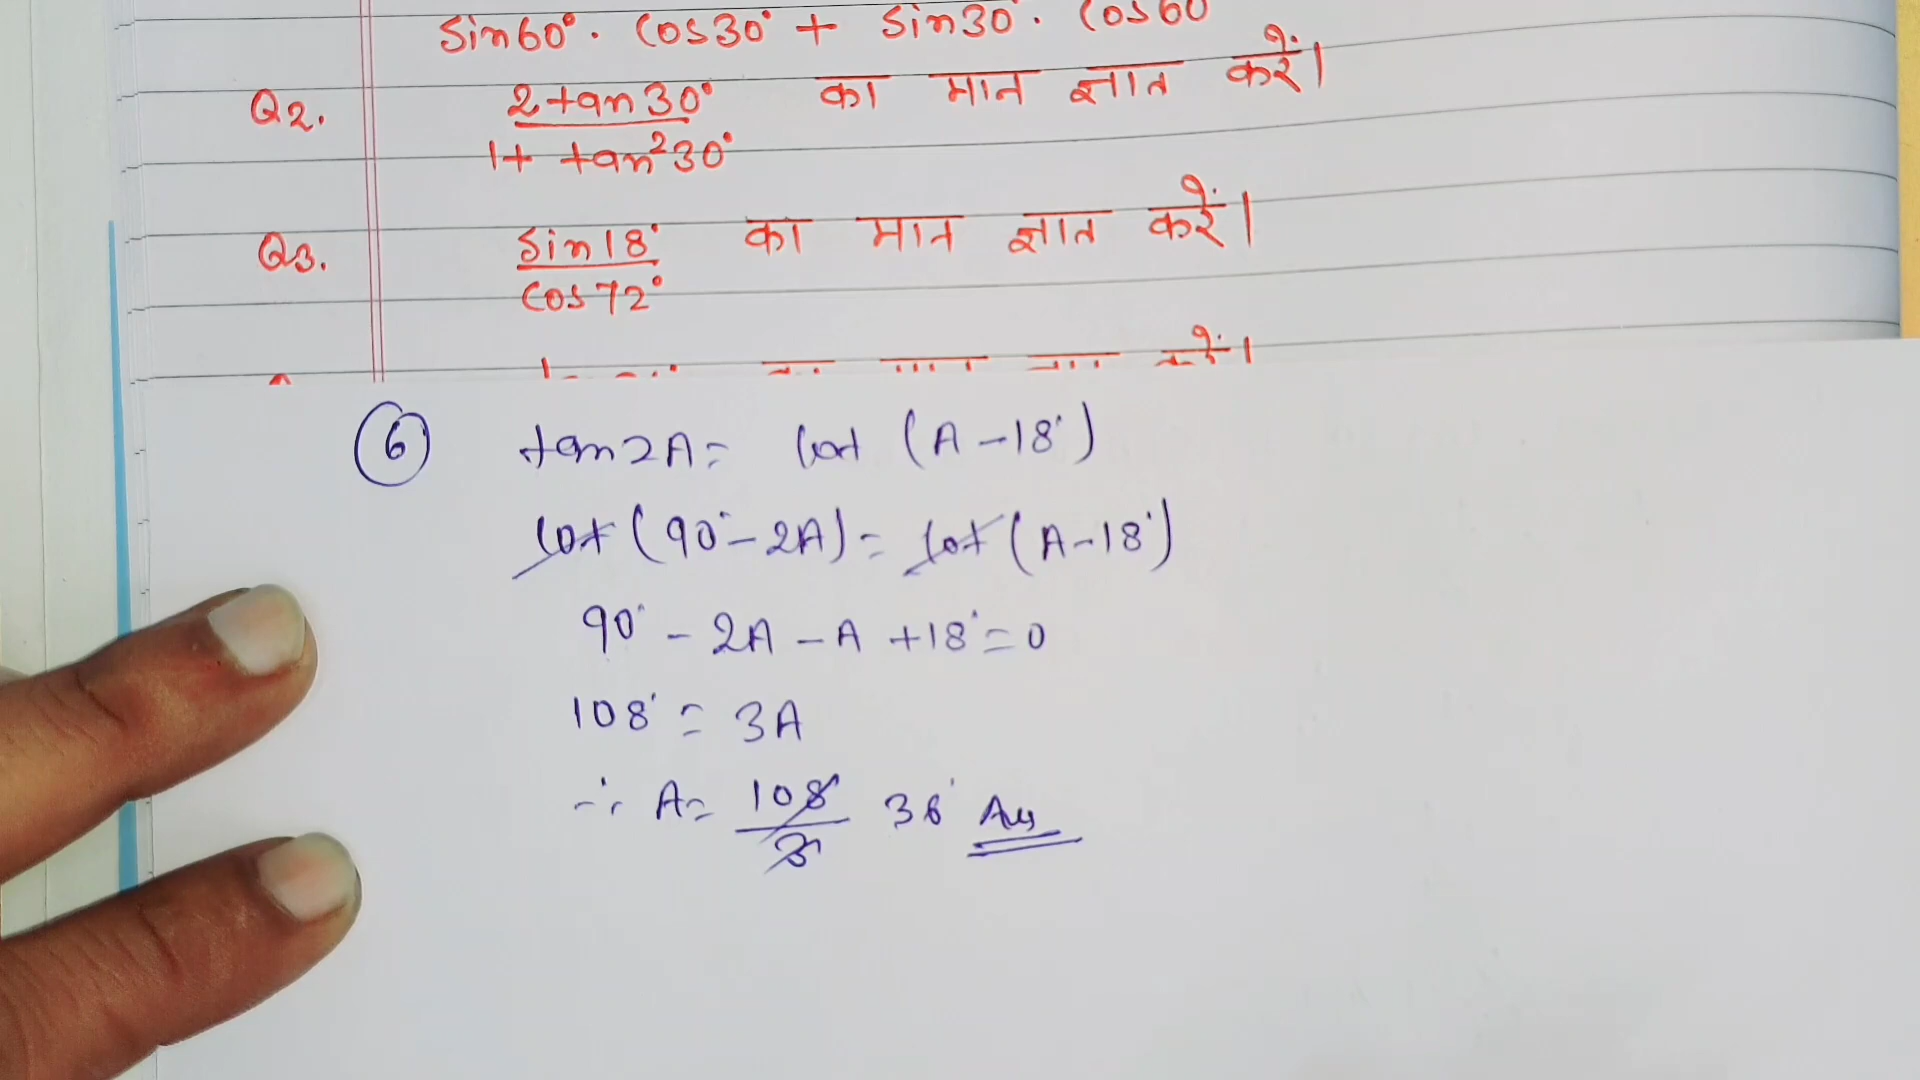 sin60°. cos30° + sin30°. cos60
Q2. 2tan30° / 1+ tan²30° का मान ज्ञात करें।
Q3. sin18° / cos72° का मान ज्ञात करें।
6 tan2A= cot (A-18°)
cot (90°-2A) = cot (A-18°)
90° - 2A - A +18° = 0
108° = 3A
∴ A= 108 / 3 36° Ans